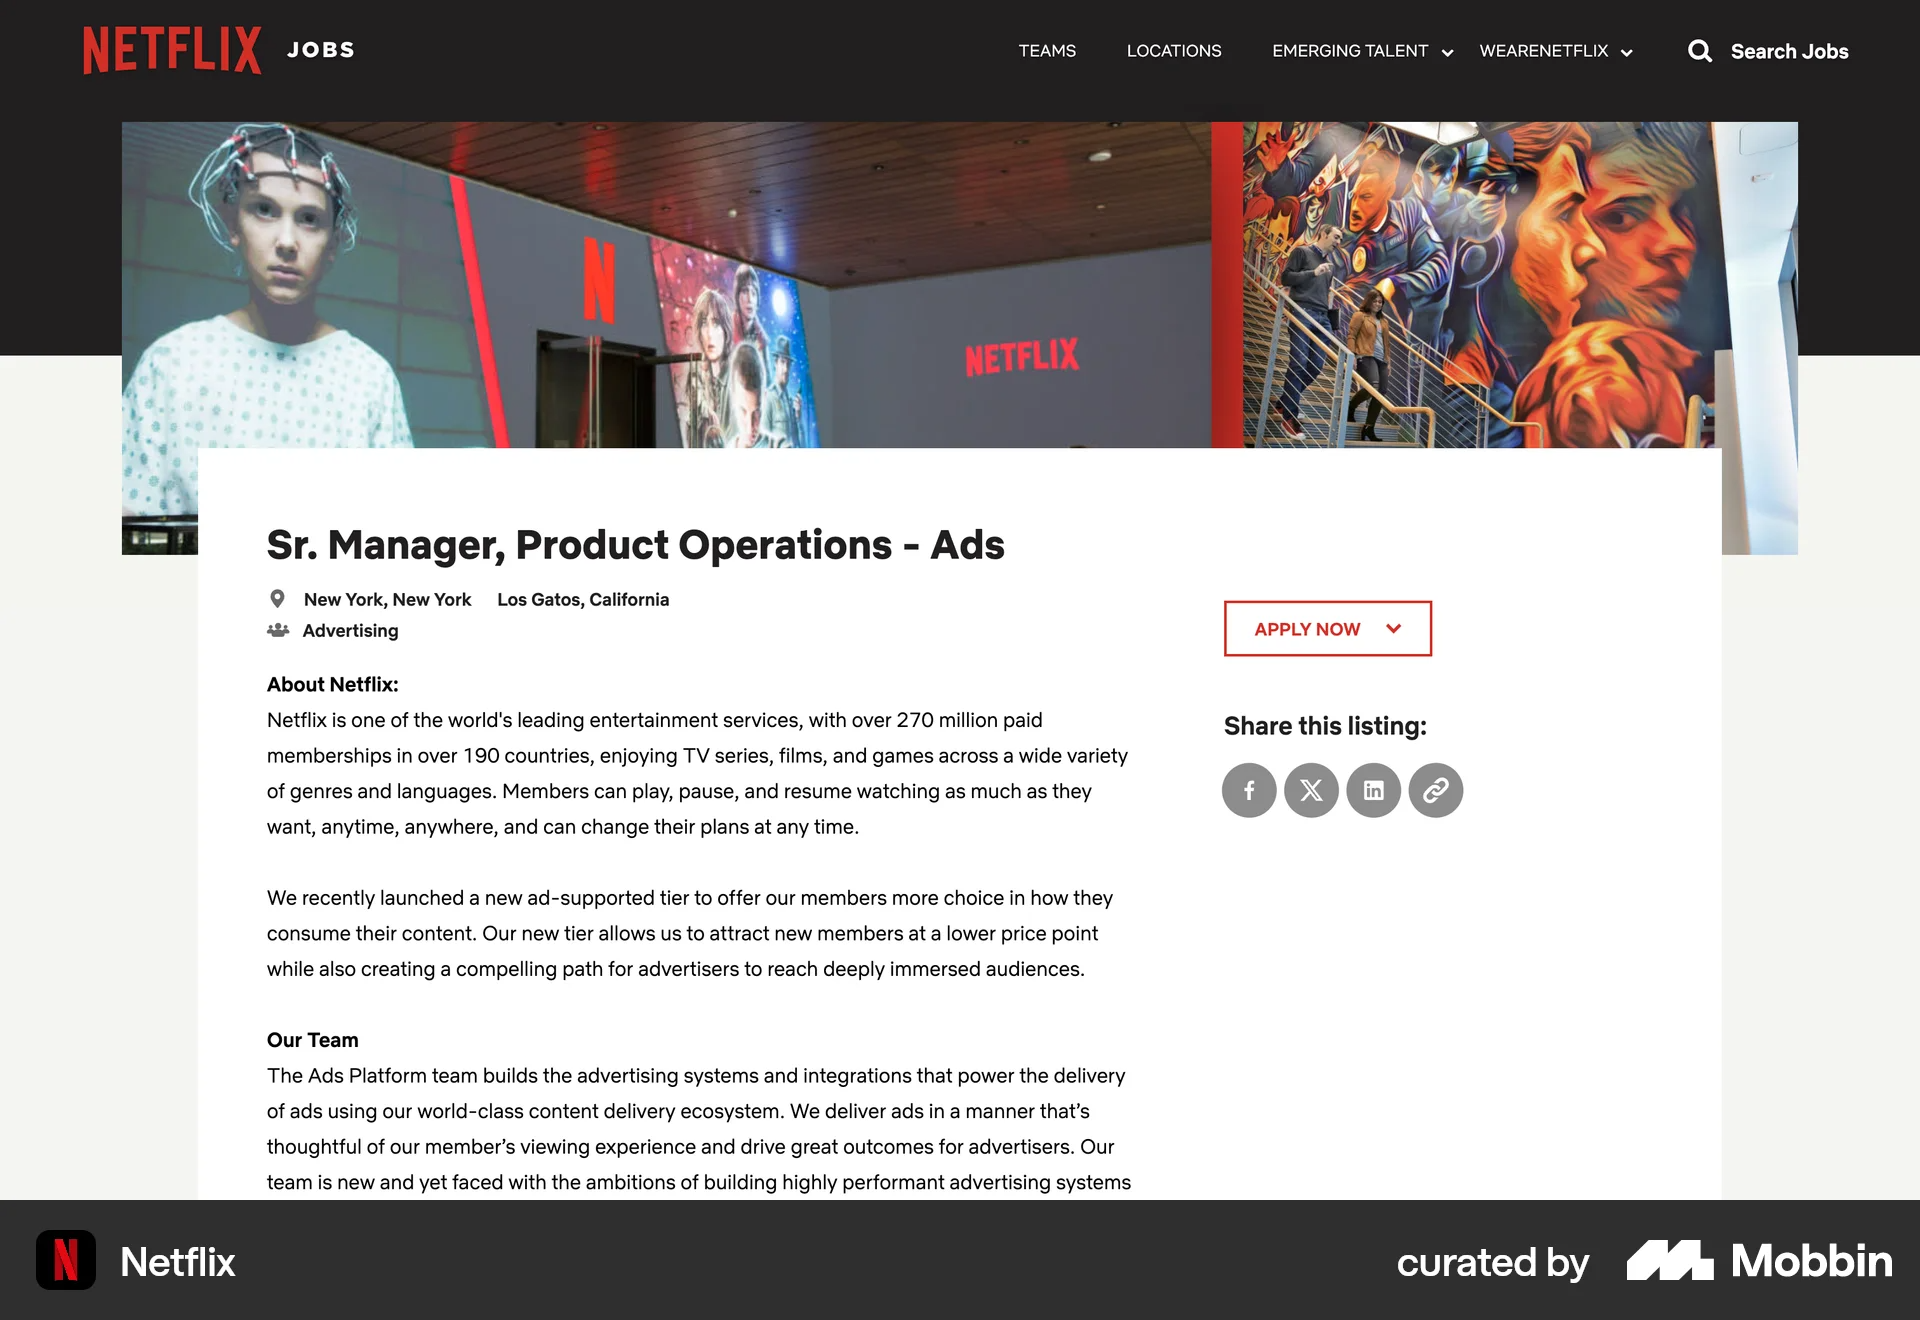 NETFLIX JOBS
TEAMS LOCATIONS EMERGING TALENT WEARENETFLIX Search Jobs
N
NETFLIX
Sr. Manager, Product Operations - Ads
New York, New York Los Gatos, California
Advertising
APPLY NOW
About Netflix:
Netflix is one of the world's leading entertainment services, with over 270 million paid
memberships in over 190 countries, enjoying TV series, films, and games across a wide variety
of genres and languages. Members can play, pause, and resume watching as much as they
want, anytime, anywhere, and can change their plans at any time.
Share this listing:
We recently launched a new ad-supported tier to offer our members more choice in how they
consume their content. Our new tier allows us to attract new members at a lower price point
while also creating a compelling path for advertisers to reach deeply immersed audiences.
Our Team
The Ads Platform team builds the advertising systems and integrations that power the delivery
of ads using our world-class content delivery ecosystem. We deliver ads in a manner that’s
thoughtful of our member’s viewing experience and drive great outcomes for advertisers. Our
team is new and yet faced with the ambitions of building highly performant advertising systems
N Netflix
curated by Mobbin